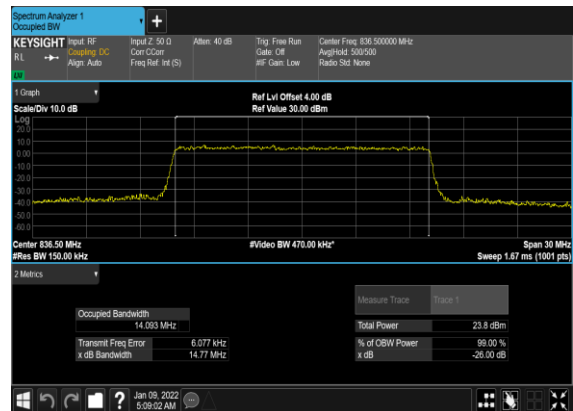 Spectrum Analyzer 1
Occupied BW
KEYSIGHT Input: RF Input Z: 50 Ω Atten: 40 dB Trig: Free Run Center Freq: 836.500000 MHz
RL Coupling: DC Corr CCorr Gate: Off Avg|Hold: 500/500
Align: Auto Freq Ref: Int (S) #IF Gain: Low Radio Std: None
1 Graph
Ref Lvl Offset 4.00 dB
Scale/Div 10.0 dB Ref Value 30.00 dBm
Log
20.0
10.0
0.00
-10.0
-20.0
-30.0
-40.0
-50.0
-60.0
Center 836.50 MHz #Video BW 470.00 kHz* Span 30 MHz
#Res BW 150.00 kHz Sweep 1.67 ms (1001 pts)
2 Metrics
Measure Trace Trace 1
Occupied Bandwidth
14.093 MHz Total Power 23.8 dBm
Transmit Freq Error 6.077 kHz % of OBW Power 99.00 %
x dB Bandwidth 14.77 MHz x dB -26.00 dB
? Jan 09, 2022
5:09:02 AM